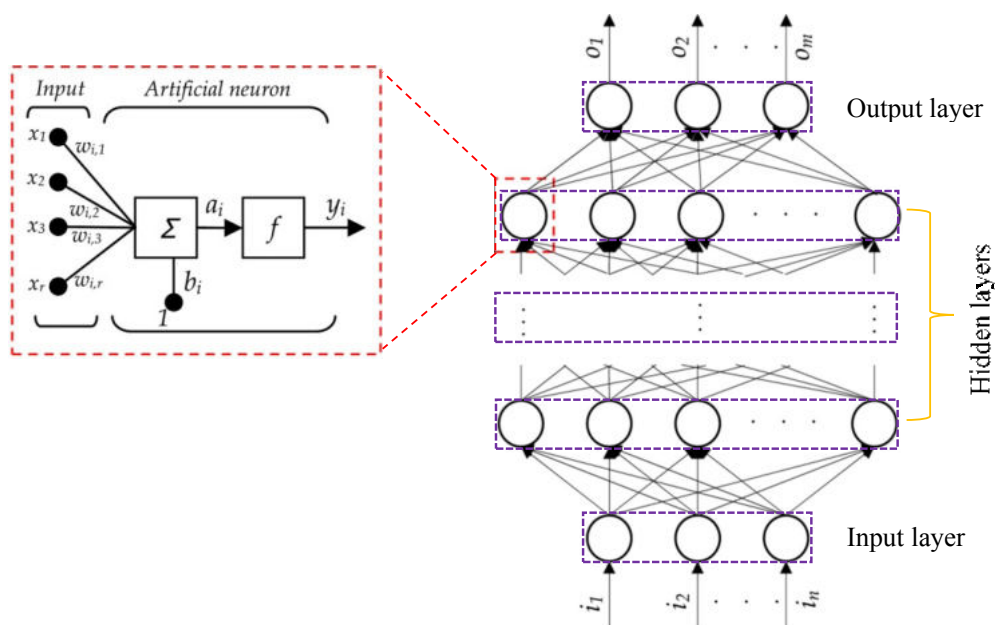 o1 o2 . . . om
Output layer
Input Artificial neuron
x1 wi,1
x2 wi,2
x3 wi,3
xr wi,r
Σ ai f yi
bi
1
. . .
Hidden layers
. . .
Input layer
i1 i2 . . . in